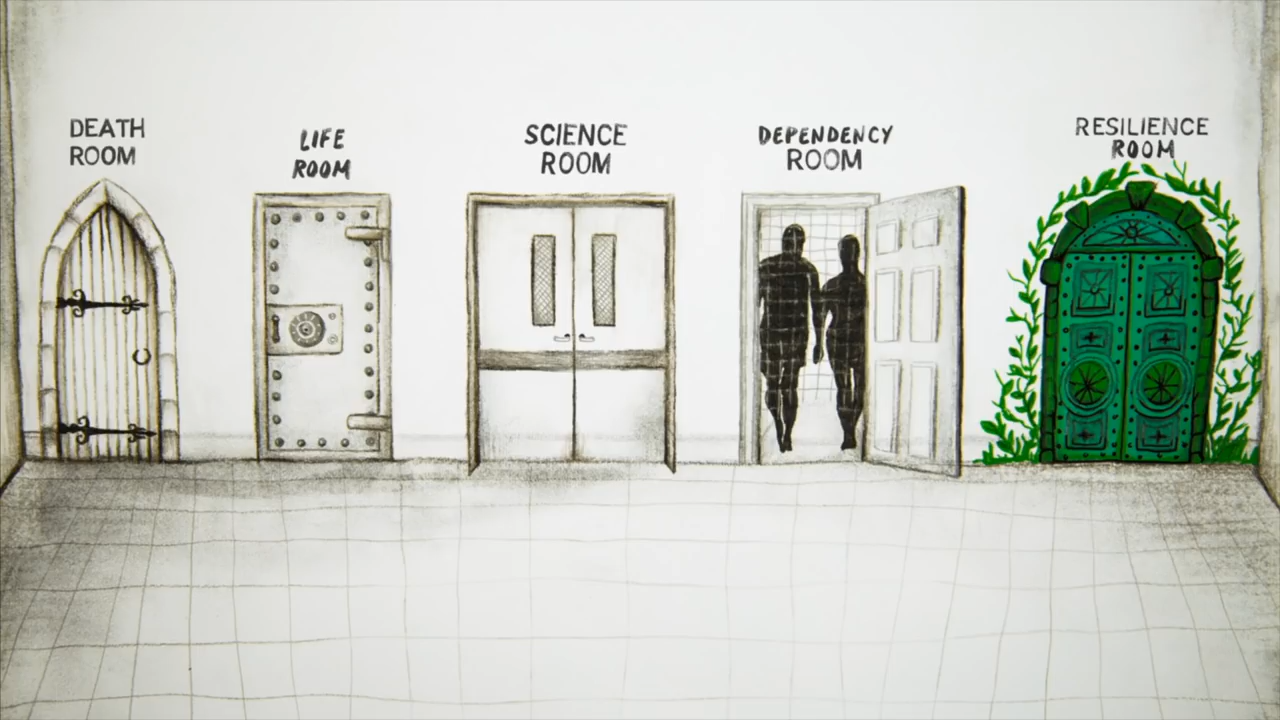 DEATH
ROOM
LIFE
ROOM
SCIENCE
ROOM
DEPENDENCY
ROOM
RESILIENCE
ROOM